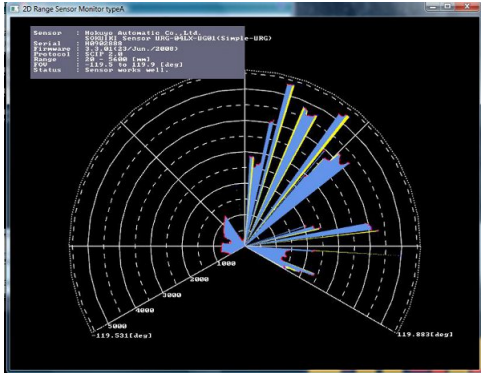 2D Range Sensor Monitor typeA
Sensor : Hokuyo Automatic Co.,Ltd.
SOKUIKI Sensor URG-04LX-UG01(Simple-URG)
Serial : H0902888
Firmware : 3.3.01(23/Jun./2008)
Protocol : SCIP 2.0
Range : 20 - 5600 [mm]
FOV : -119.5 to 119.9 [deg]
Status : Sensor works well.
1000
2000
3000
4000
5000
-119.531[deg]
119.883[deg]